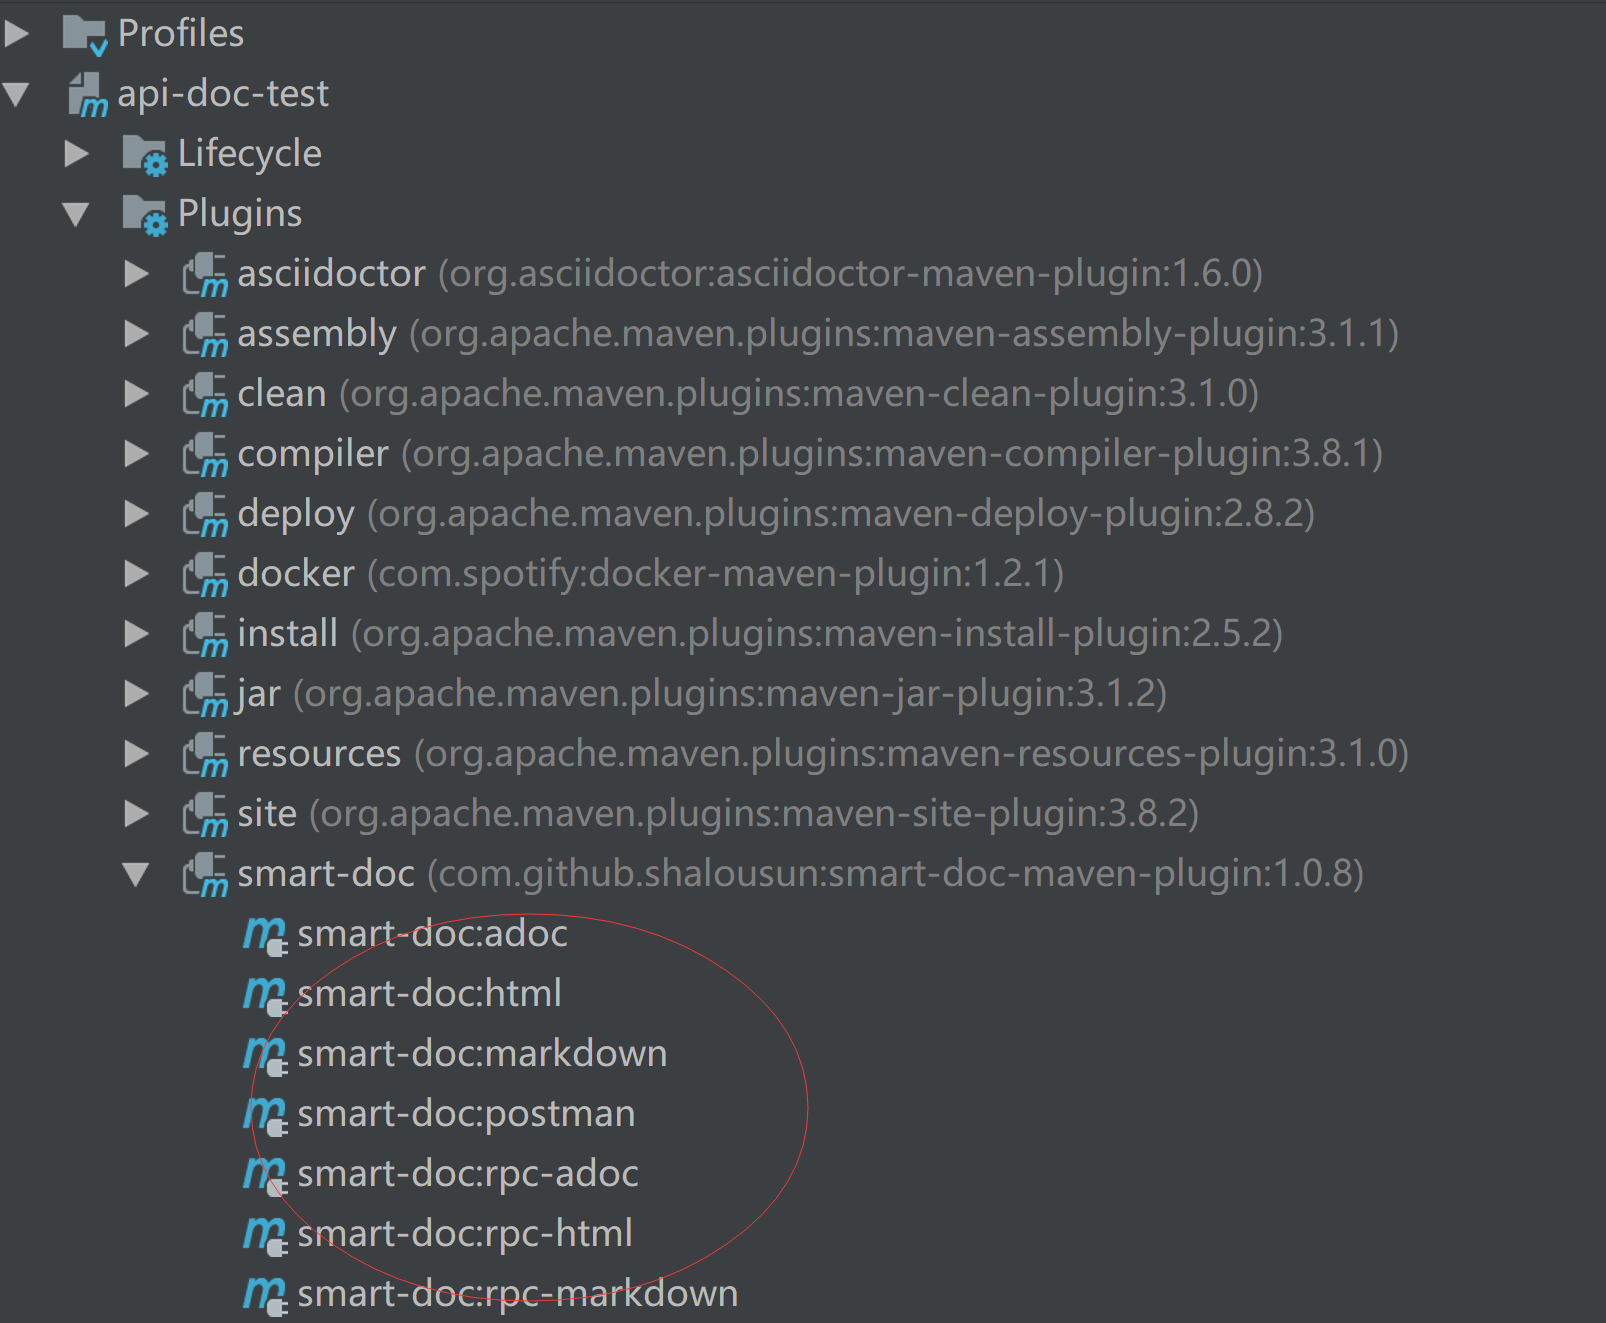 Profiles
api-doc-test
Lifecycle
Plugins
asciidoctor (org.asciidoctor:asciidoctor-maven-plugin:1.6.0)
assembly (org.apache.maven.plugins:maven-assembly-plugin:3.1.1)
clean (org.apache.maven.plugins:maven-clean-plugin:3.1.0)
compiler (org.apache.maven.plugins:maven-compiler-plugin:3.8.1)
deploy (org.apache.maven.plugins:maven-deploy-plugin:2.8.2)
docker (com.spotify:docker-maven-plugin:1.2.1)
install (org.apache.maven.plugins:maven-install-plugin:2.5.2)
jar (org.apache.maven.plugins:maven-jar-plugin:3.1.2)
resources (org.apache.maven.plugins:maven-resources-plugin:3.1.0)
site (org.apache.maven.plugins:maven-site-plugin:3.8.2)
smart-doc (com.github.shalousun:smart-doc-maven-plugin:1.0.8)
smart-doc:adoc
smart-doc:html
smart-doc:markdown
smart-doc:postman
smart-doc:rpc-adoc
smart-doc:rpc-html
smart-doc:rpc-markdown